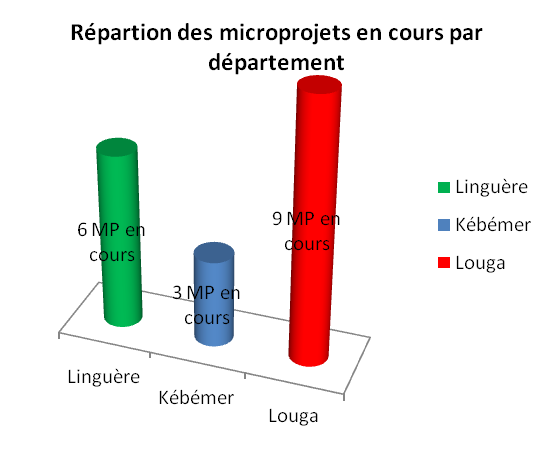 Répartion des microprojets en cours par
département
6 MP en
cours
3 MP en
cours
9 MP en
cours
Linguère
Kébémer
Louga
Linguère
Kébémer
Louga